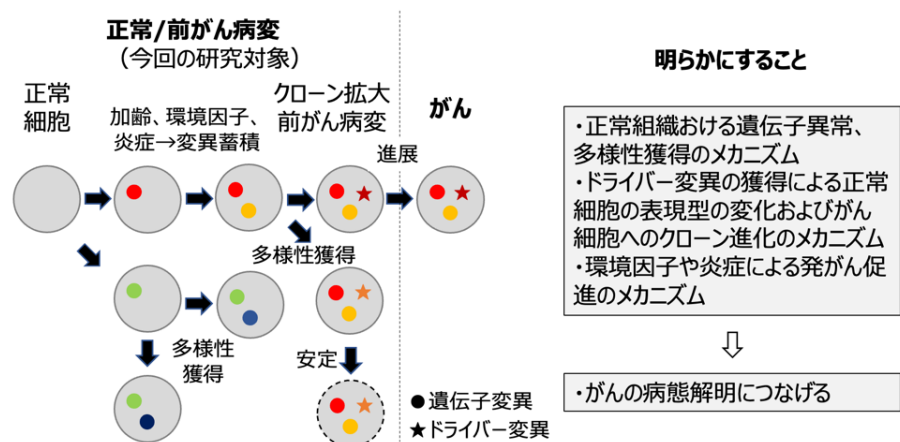 正常/前がん病変
（今回の研究対象）
正常
細胞
加齢、環境因子、
炎症→変異蓄積
クローン拡大
前がん病変
がん
進展
多様性獲得
多様性
獲得
安定
●遺伝子変異
★ドライバー変異
明らかにすること
・正常組織おける遺伝子異常、
多様性獲得のメカニズム
・ドライバー変異の獲得による正常
細胞の表現型の変化およびがん
細胞へのクローン進化のメカニズム
・環境因子や炎症による発がん促
進のメカニズム
・がんの病態解明につなげる